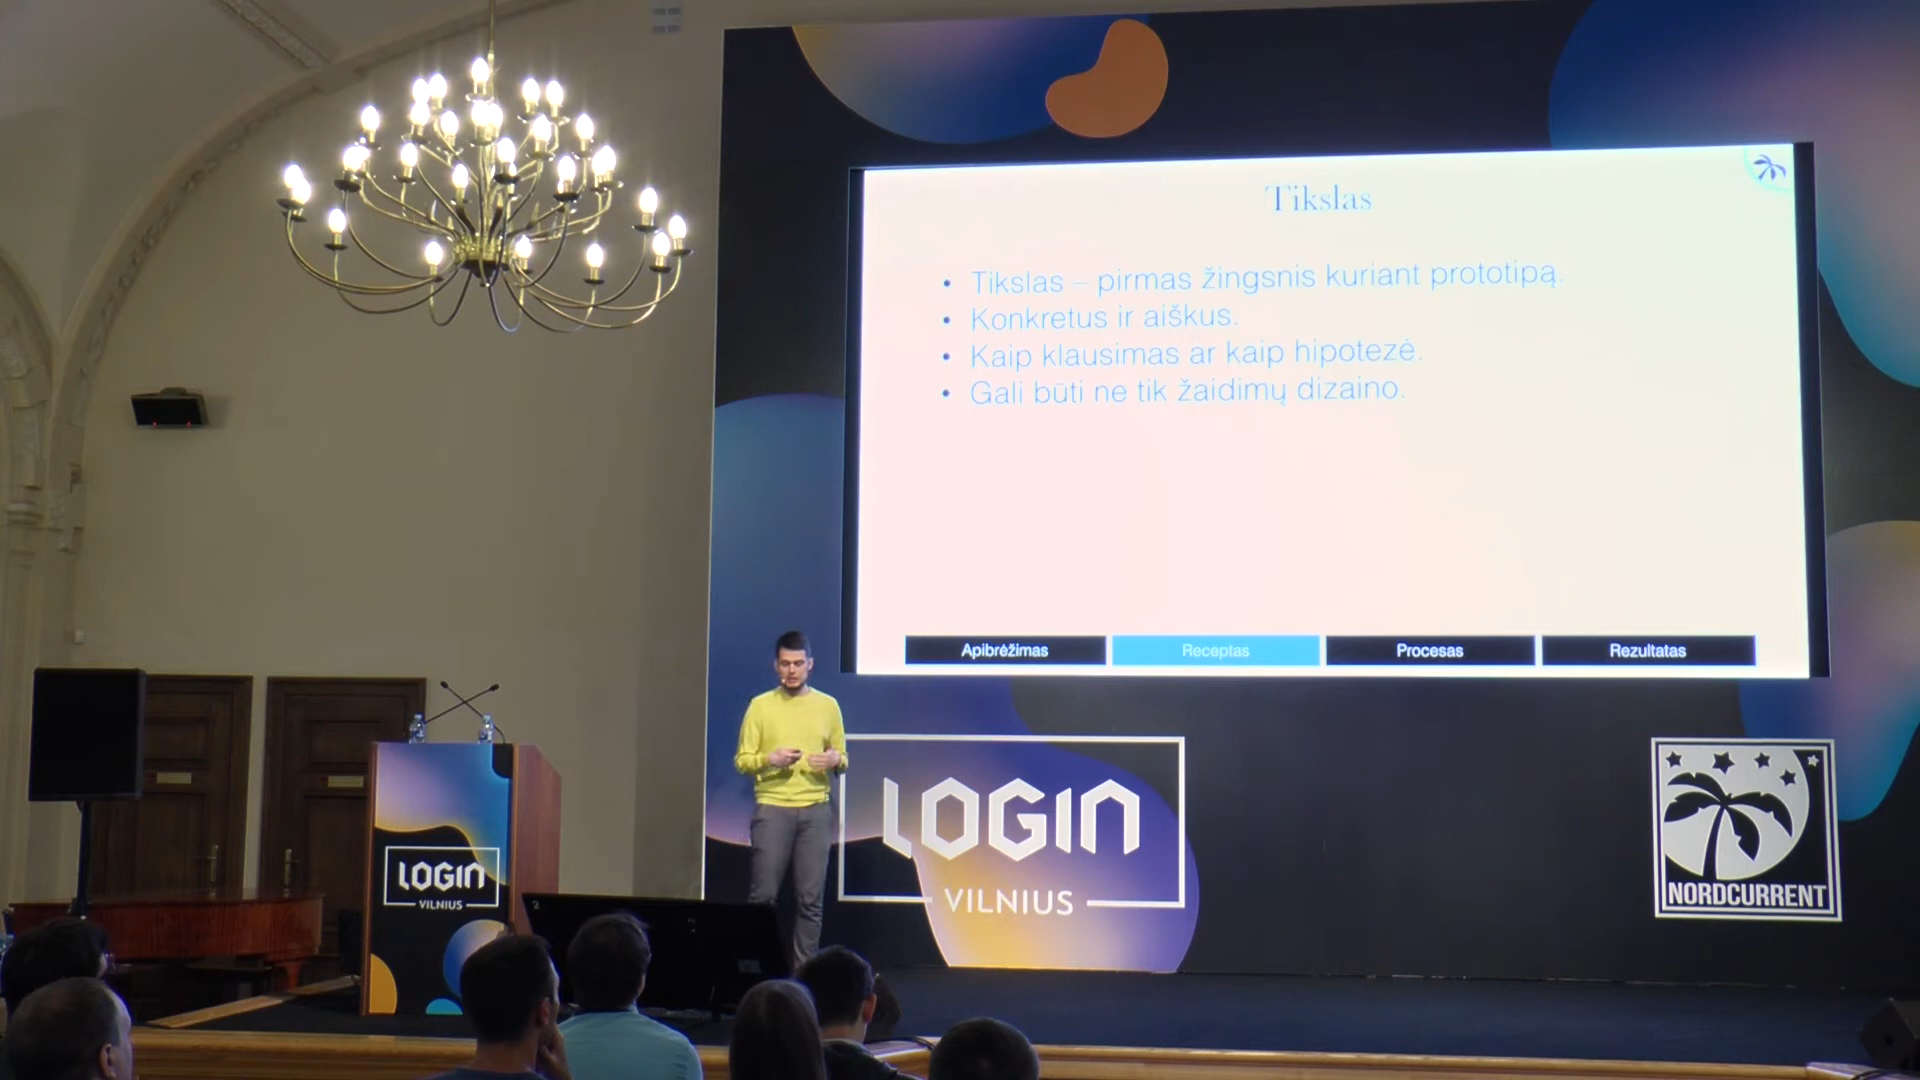 Tikslas
• Tikslas – pirmas žingsnis kuriant prototipą.
• Konkretus ir aiškus.
• Kaip klausimas ar kaip hipotezė.
• Gali būti ne tik žaidimų dizaino.
Apibrėžimas
Receptas
Procesas
Rezultatas
LOGIN
VILNIUS
NORDCURRENT
LOGIN
VILNIUS
2